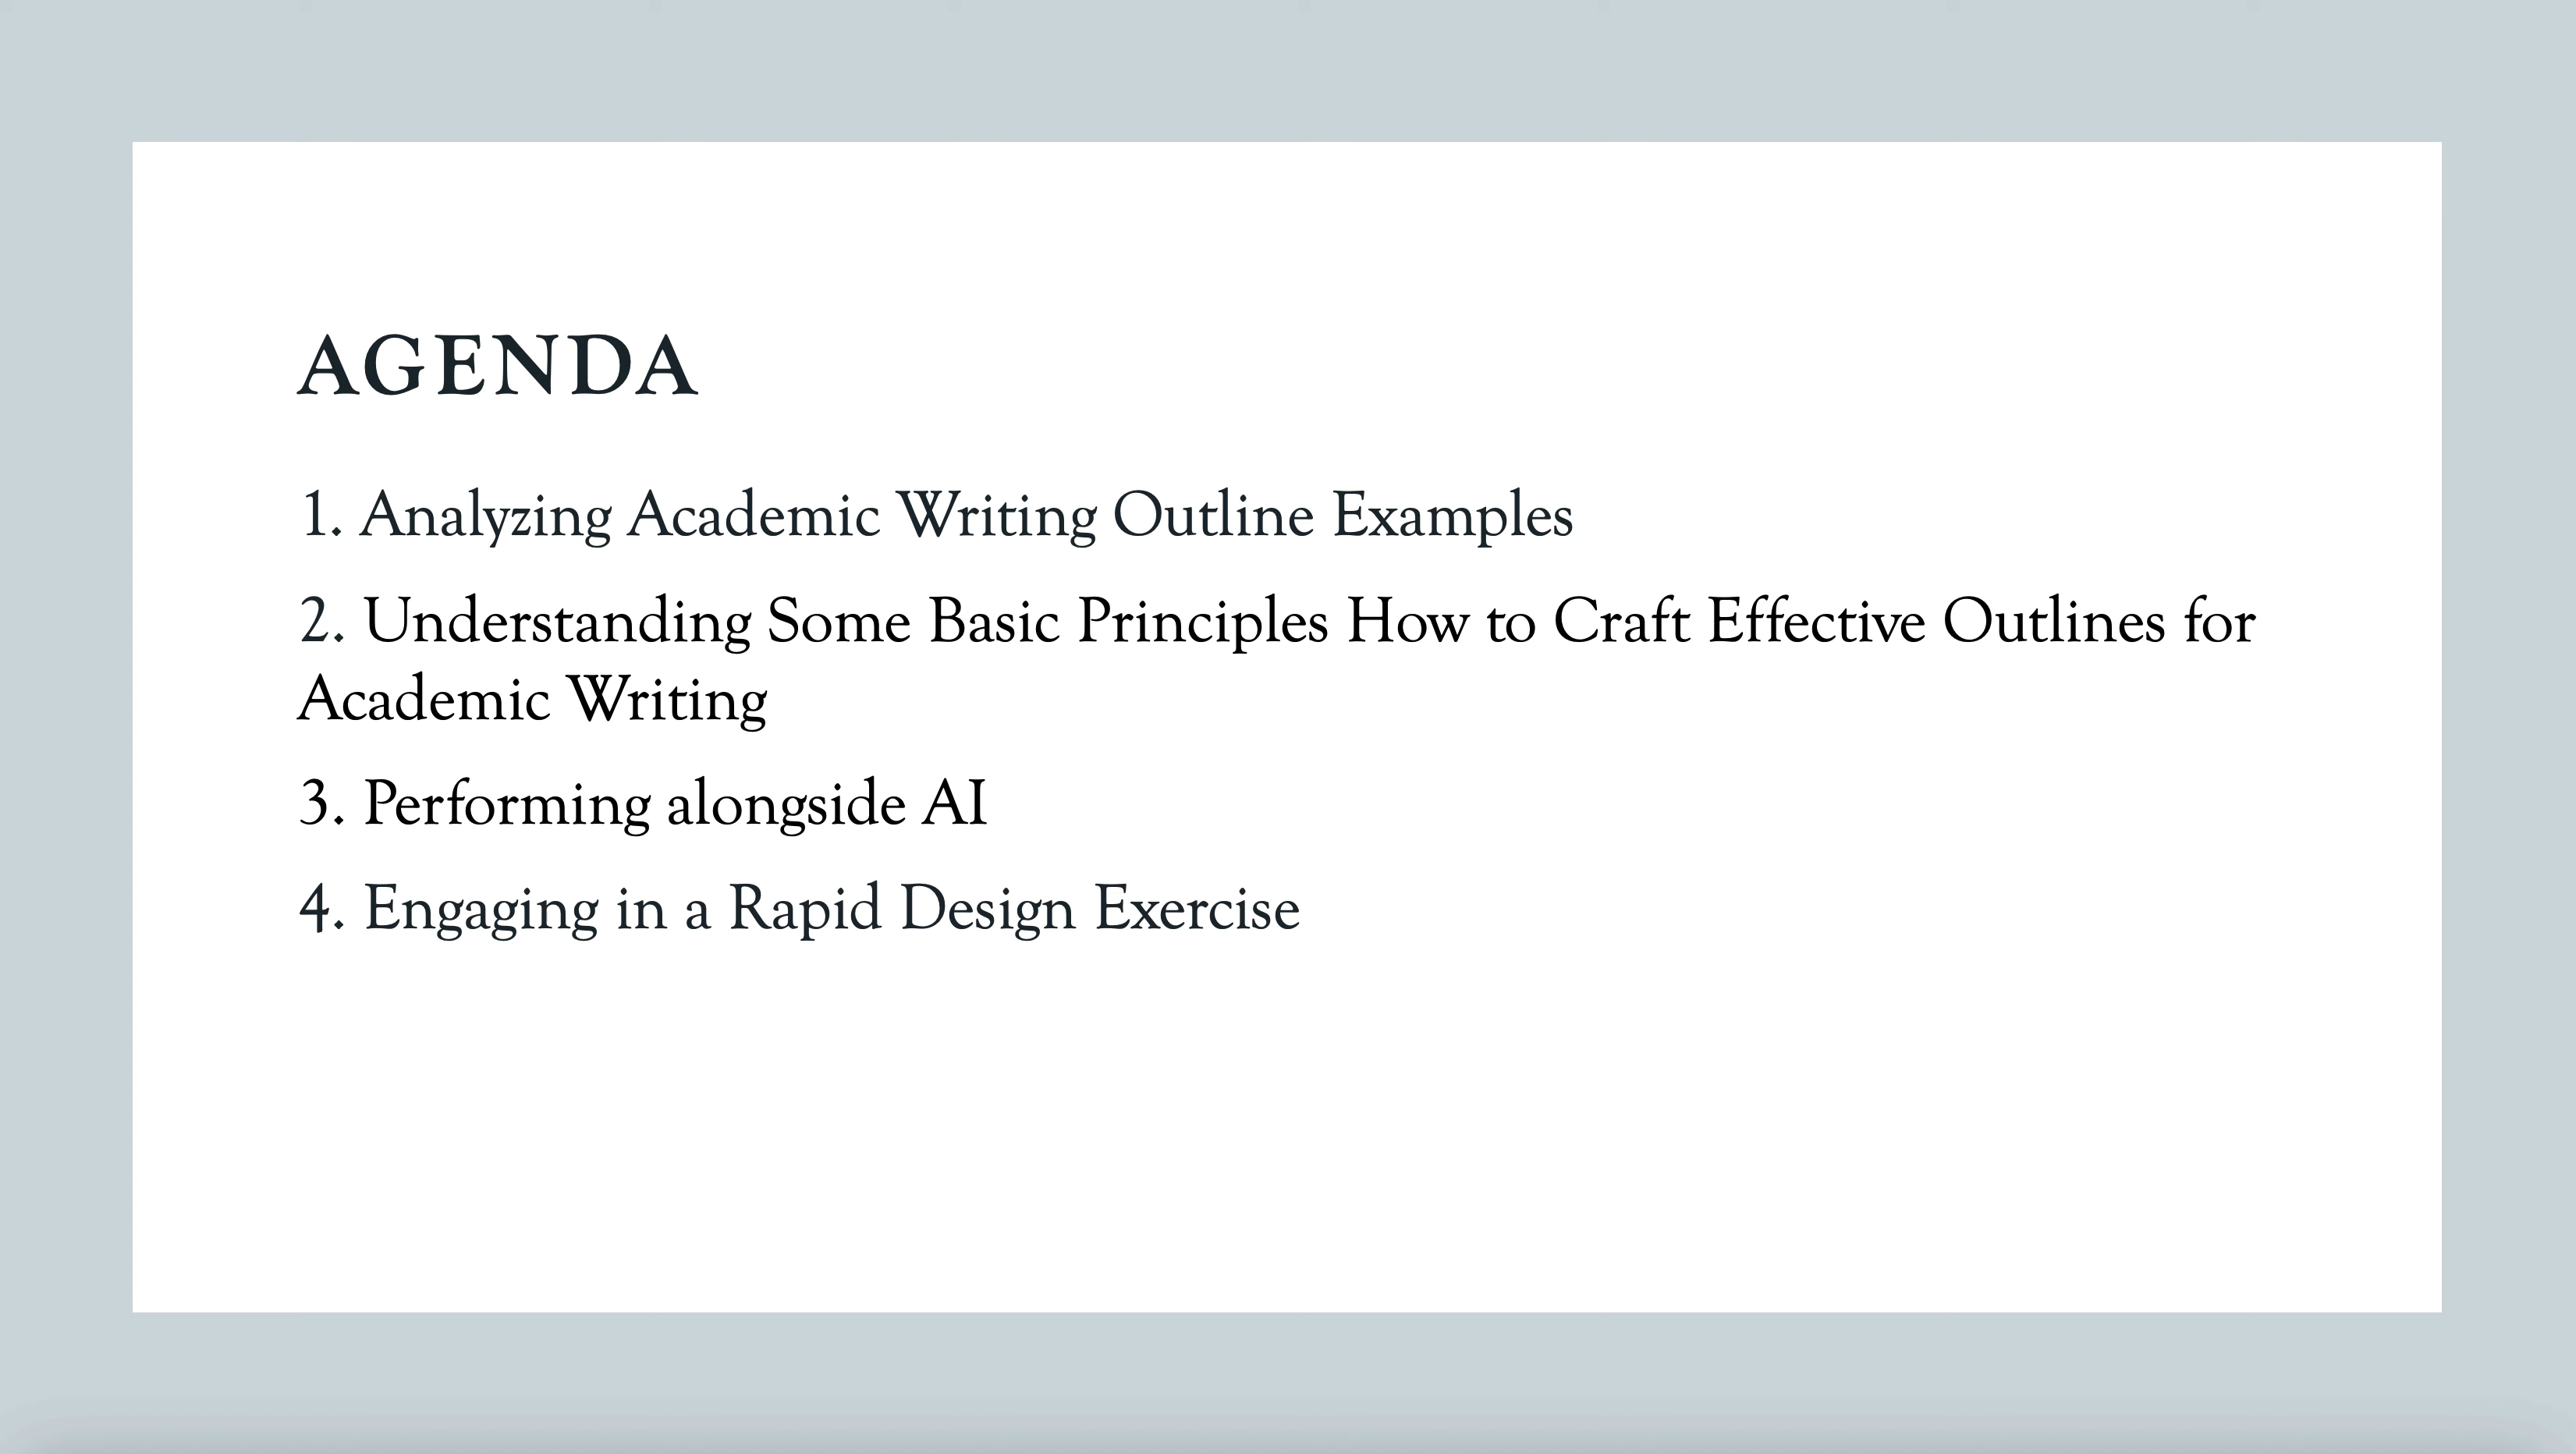 AGENDA
1. Analyzing Academic Writing Outline Examples
2. Understanding Some Basic Principles How to Craft Effective Outlines for
Academic Writing
3. Performing alongside AI
4. Engaging in a Rapid Design Exercise